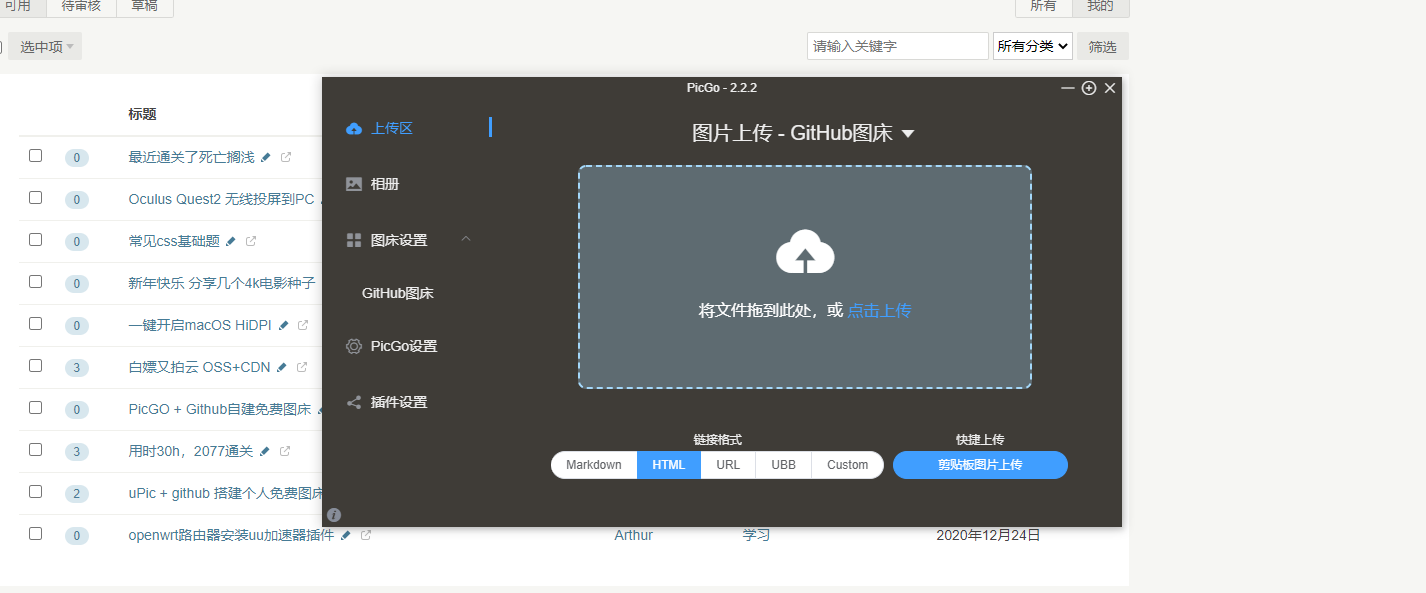 可用 待审核 草稿 所有 我的
选中项 请输入关键字 所有分类 筛选
标题
0 最近通关了死亡搁浅
0 Oculus Quest2 无线投屏到PC
0 常见css基础题
0 新年快乐 分享几个4k电影种子
0 一键开启macOS HiDPI
3 白嫖又拍云 OSS+CDN
0 PicGO + Github自建免费图床
3 用时30h，2077通关
2 uPic + github 搭建个人免费图床
0 openwrt路由器安装uu加速器插件 Arthur 学习 2020年12月24日
PicGo - 2.2.2
上传区
相册
图床设置
GitHub图床
PicGo设置
插件设置
图片上传 - GitHub图床
将文件拖到此处，或 点击上传
链接格式 快捷上传
Markdown HTML URL UBB Custom 剪贴板图片上传